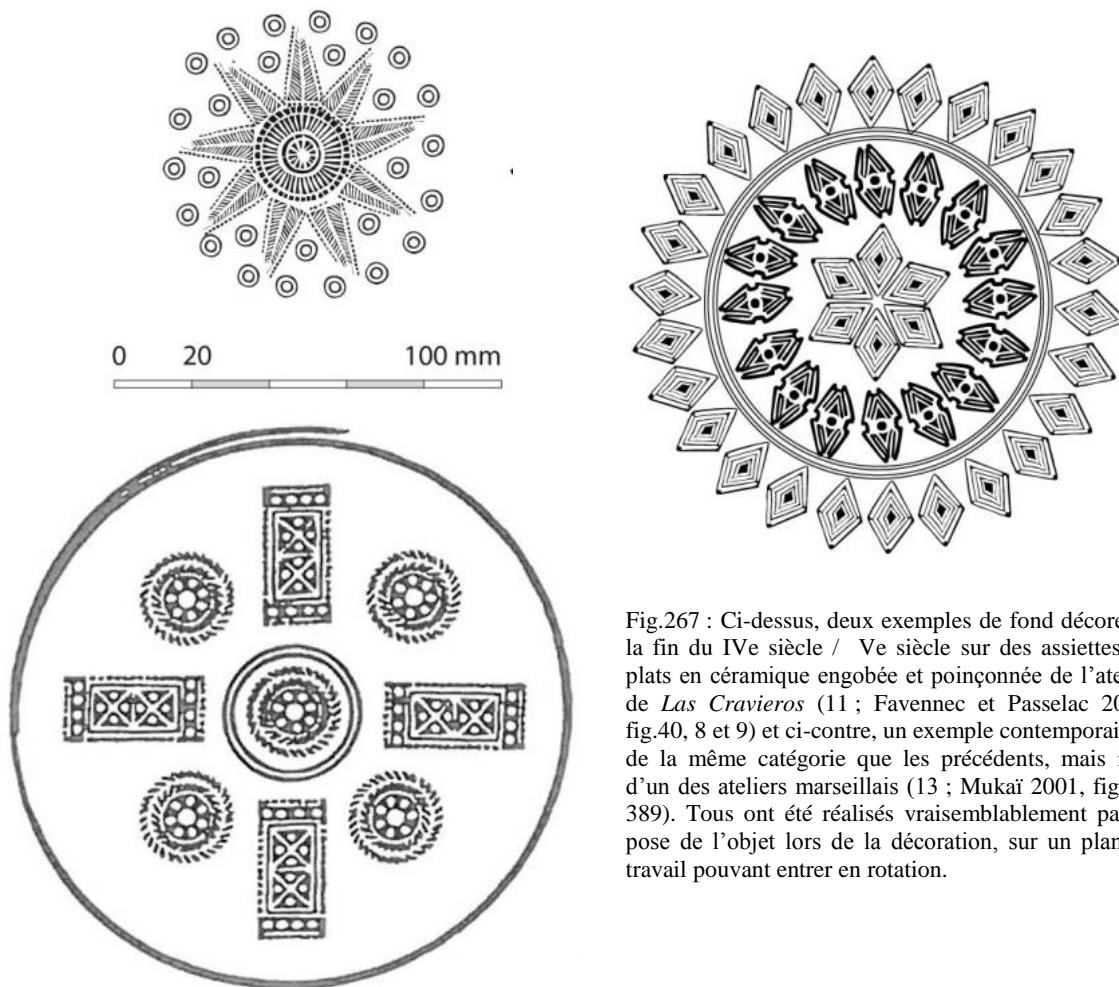 0 20 100 mm
Fig.267 : Ci-dessus, deux exemples de fond décoré
la fin du IVe siècle / Ve siècle sur des assiettes
plats en céramique engobée et poinçonnée de l’ate
de Las Cravieros (11 ; Favennec et Passelac 20
fig.40, 8 et 9) et ci-contre, un exemple contemporai
de la même catégorie que les précédents, mais
d’un des ateliers marseillais (13 ; Mukaï 2001, fig
389). Tous ont été réalisés vraisemblablement pa
pose de l’objet lors de la décoration, sur un plan
travail pouvant entrer en rotation.